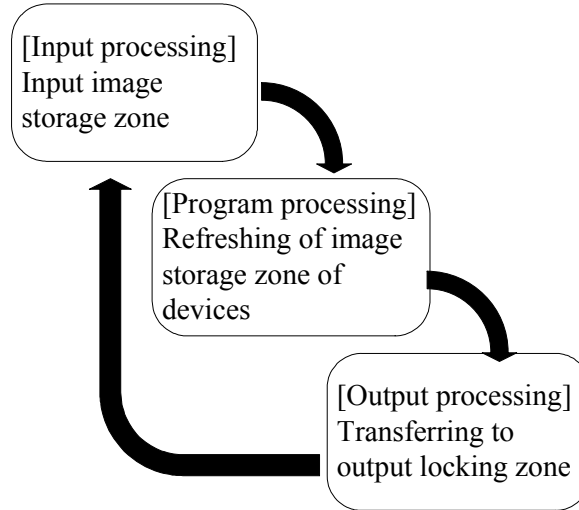 [Input processing]
Input image
storage zone
[Program processing]
Refreshing of image
storage zone of
devices
[Output processing]
Transferring to
output locking zone